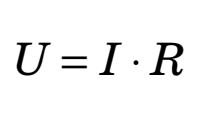 U = I · R